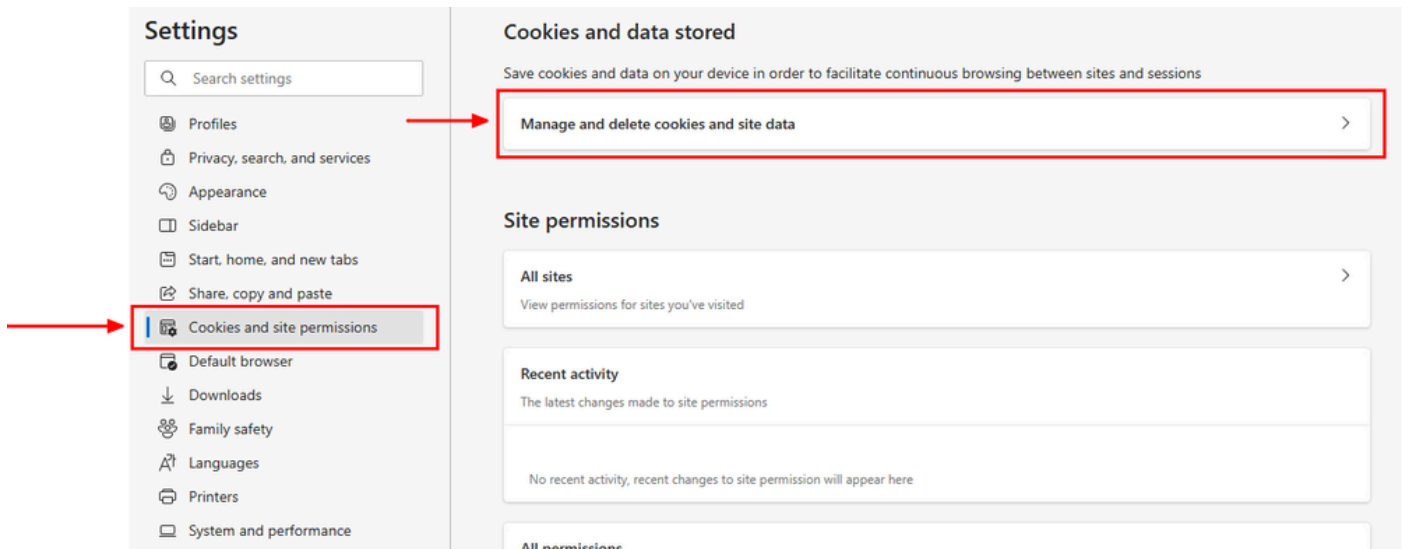 Settings
Search settings
Profiles
Privacy, search, and services
Appearance
Sidebar
Start, home, and new tabs
Share, copy and paste
Cookies and site permissions
Default browser
Downloads
Family safety
Languages
Printers
System and performance
Cookies and data stored
Save cookies and data on your device in order to facilitate continuous browsing between sites and sessions
Manage and delete cookies and site data
Site permissions
All sites
View permissions for sites you've visited
Recent activity
The latest changes made to site permissions
No recent activity, recent changes to site permission will appear here
All permissions